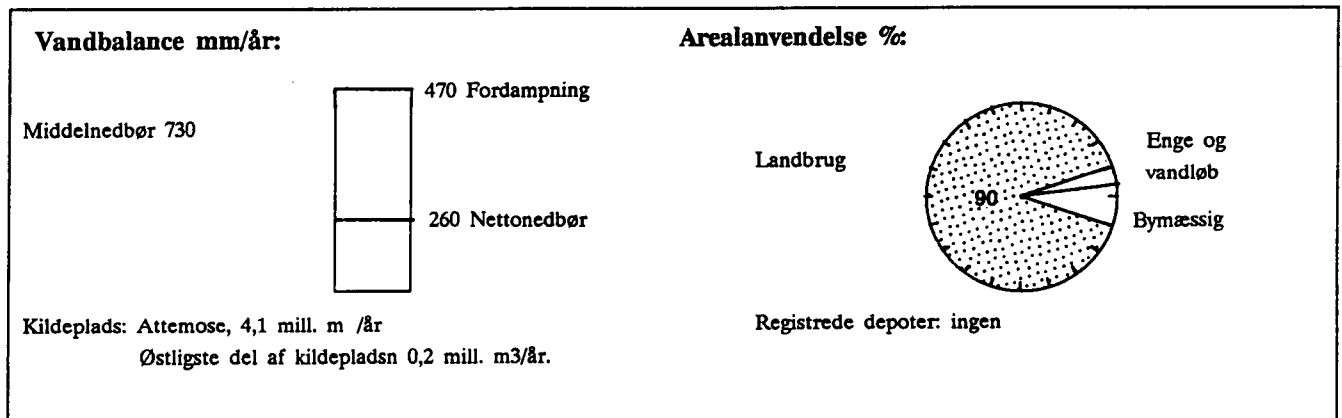 Vandbalance mm/år:
470 Fordampning
Middelnedbør 730
260 Nettonedbør
Kildeplads: Attemose, 4,1 mill. m /år
Østligste del af kildepladsn 0,2 mill. m3/år.
Arealanvendelse %:
Landbrug
90
Enge og
vandløb
Bymæssig
Registrede depoter: ingen